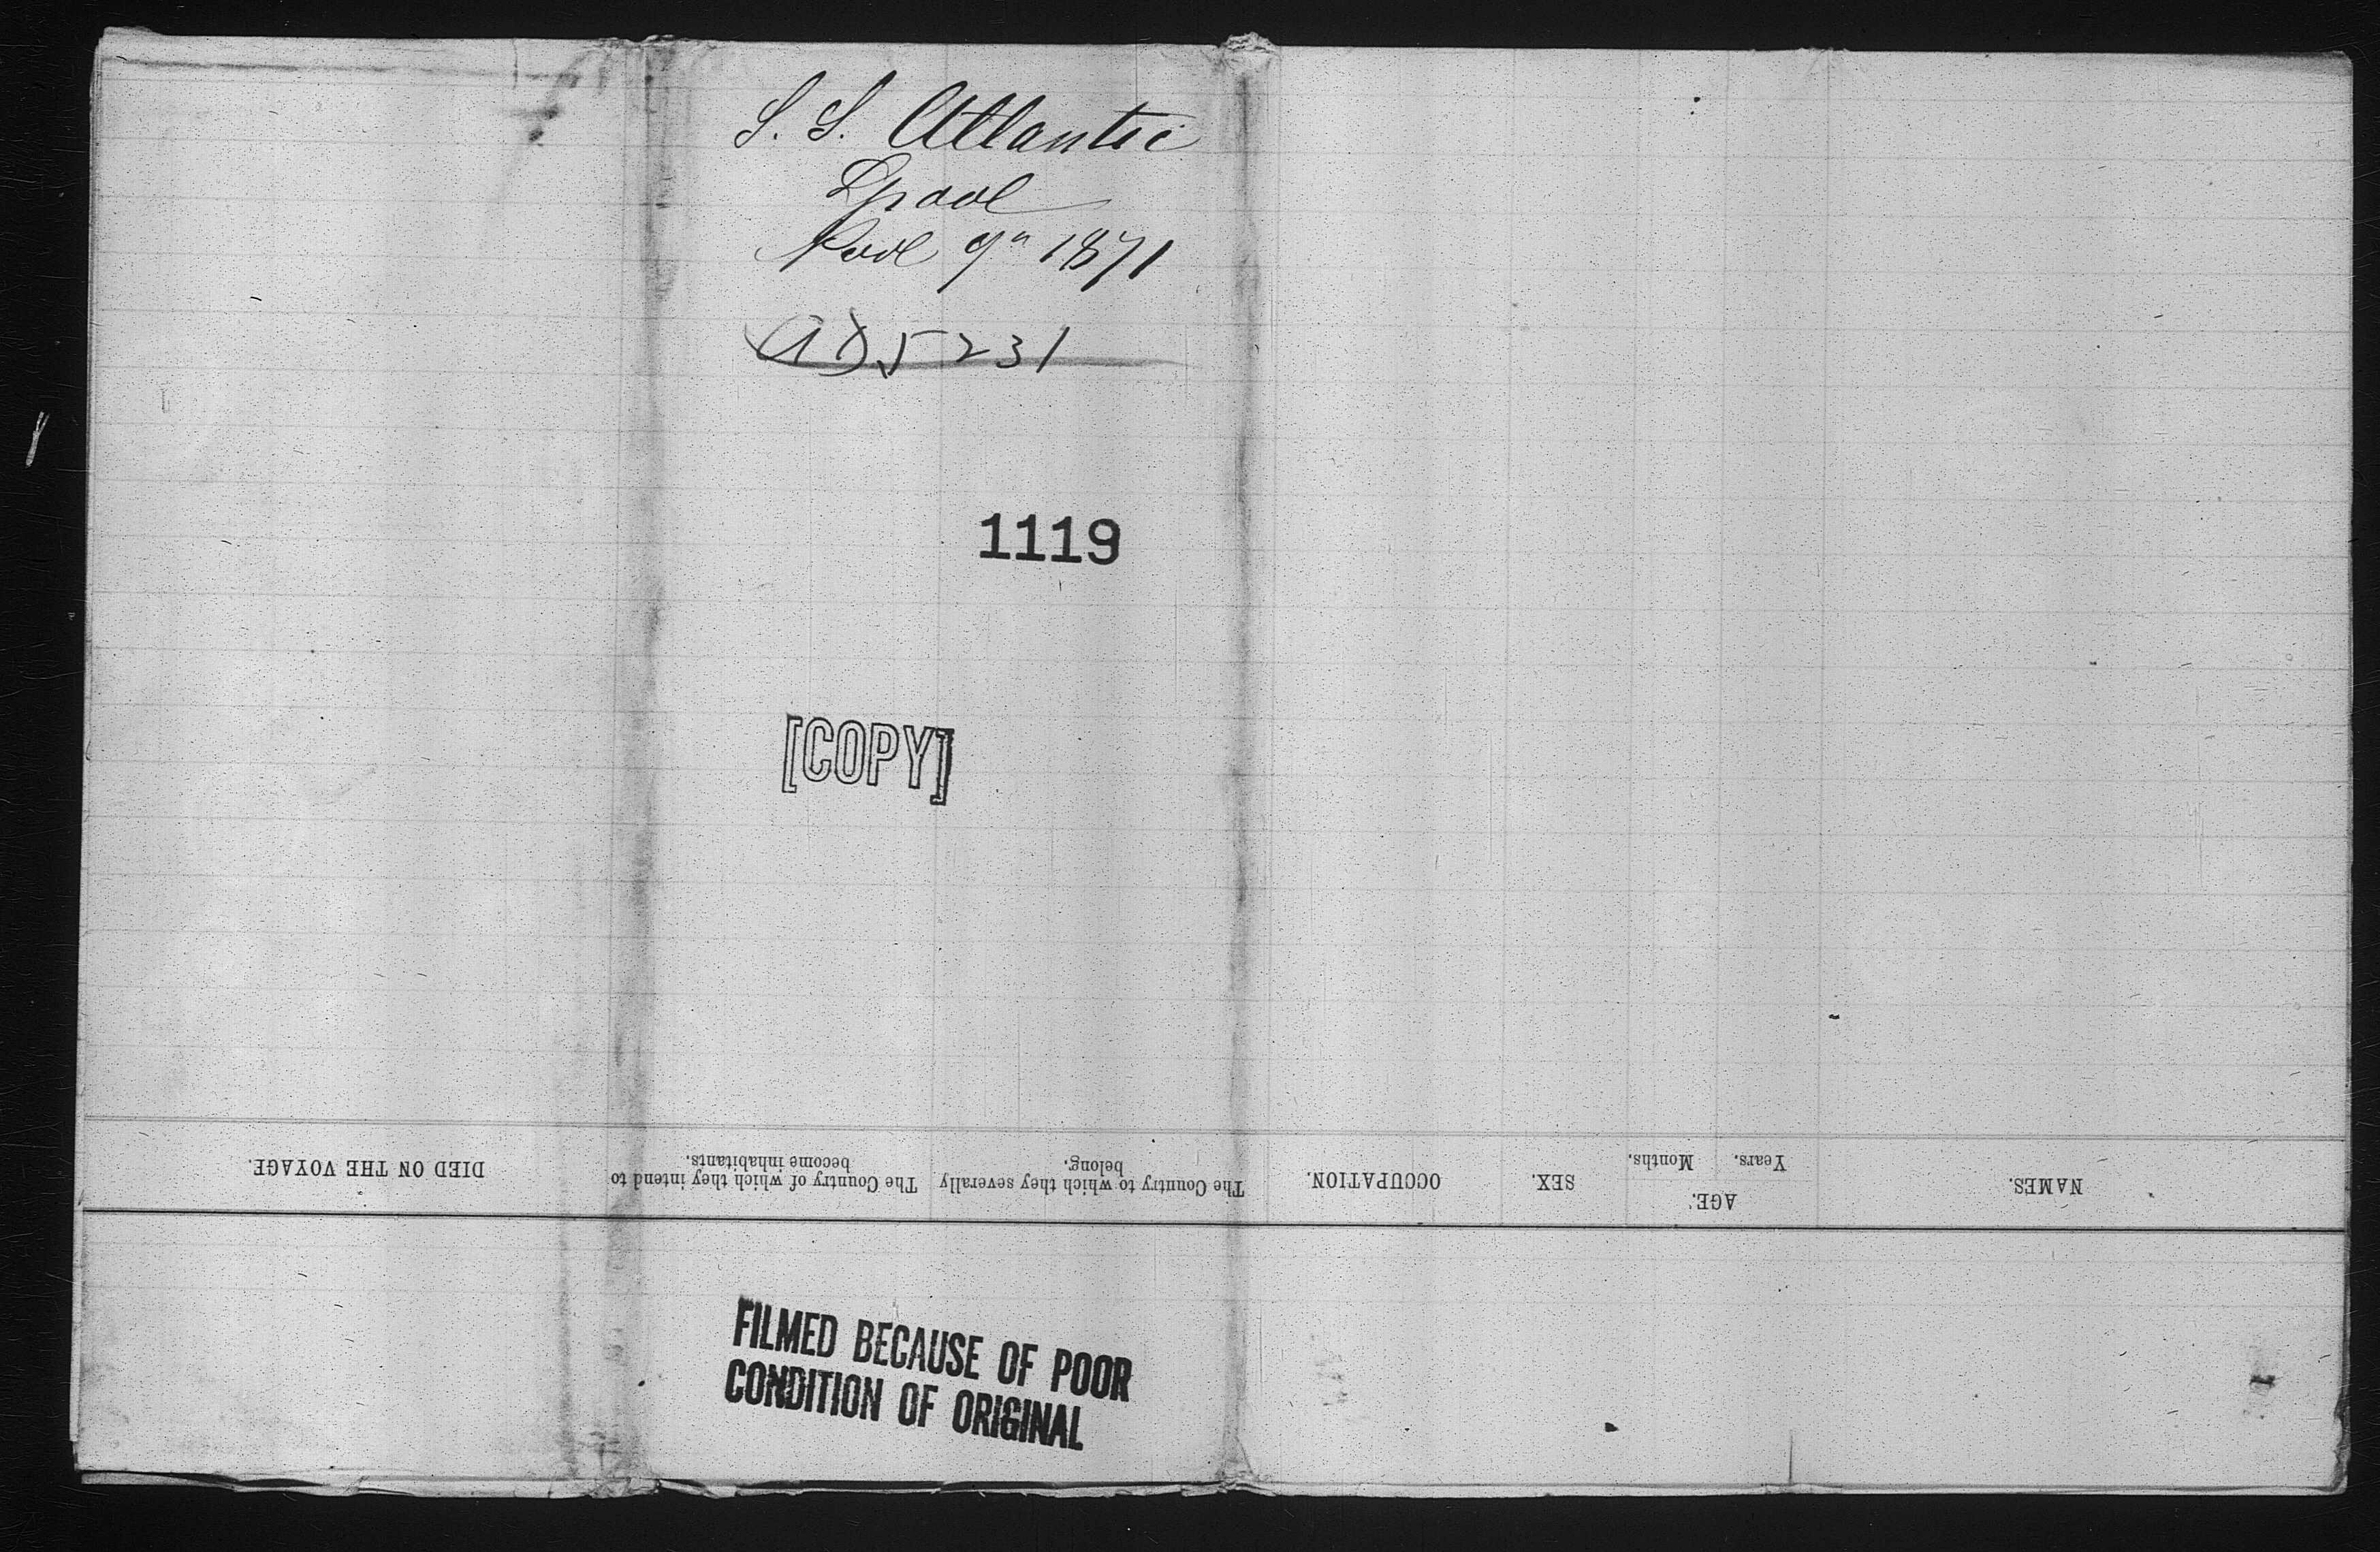 S. S. Atlantic
Lpool
Nov 9" 1871
1119
[COPY]
DIED ON THE VOYAGE.
The Country of which they intend to
become inhabitants.
The Country to which they severally
belong.
OCCUPATION.
SEX.
AGE.
Months.
Years.
NAMES.
FILMED BECAUSE OF POOR
CONDITION OF ORIGINAL